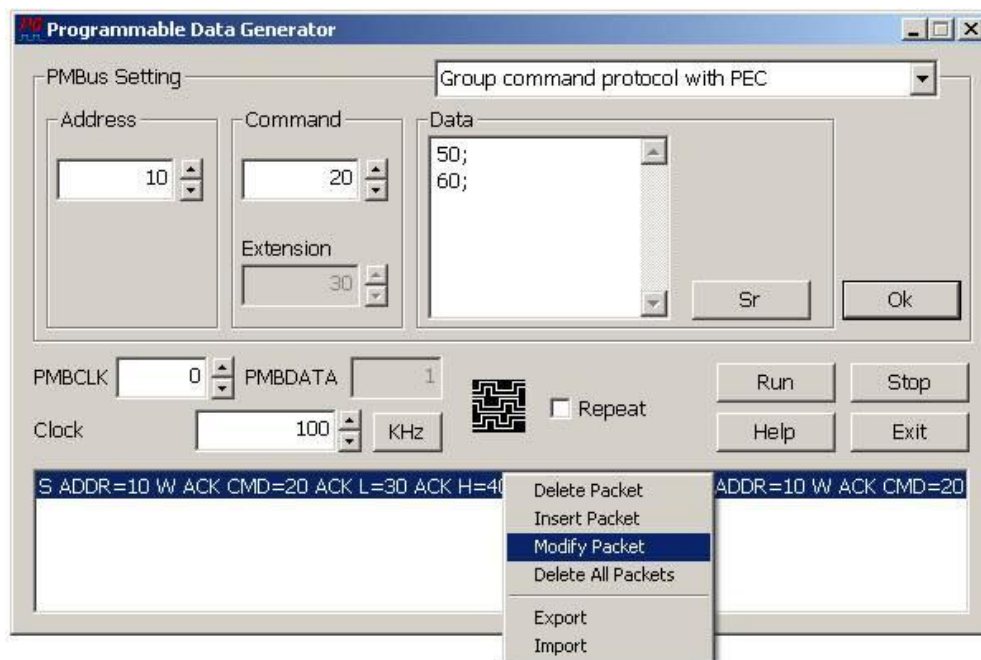 Programmable Data Generator
PMBus Setting
Group command protocol with PEC
Address
Command
Data
10
20
50;
60;
Extension
30
Sr
Ok
PMBCLK
0
PMBDATA
1
Repeat
Run
Stop
Clock
100
KHz
Help
Exit
S ADDR=10 W ACK CMD=20 ACK L=30 ACK H=40
ADDR=10 W ACK CMD=20
Delete Packet
Insert Packet
Modify Packet
Delete All Packets
Export
Import